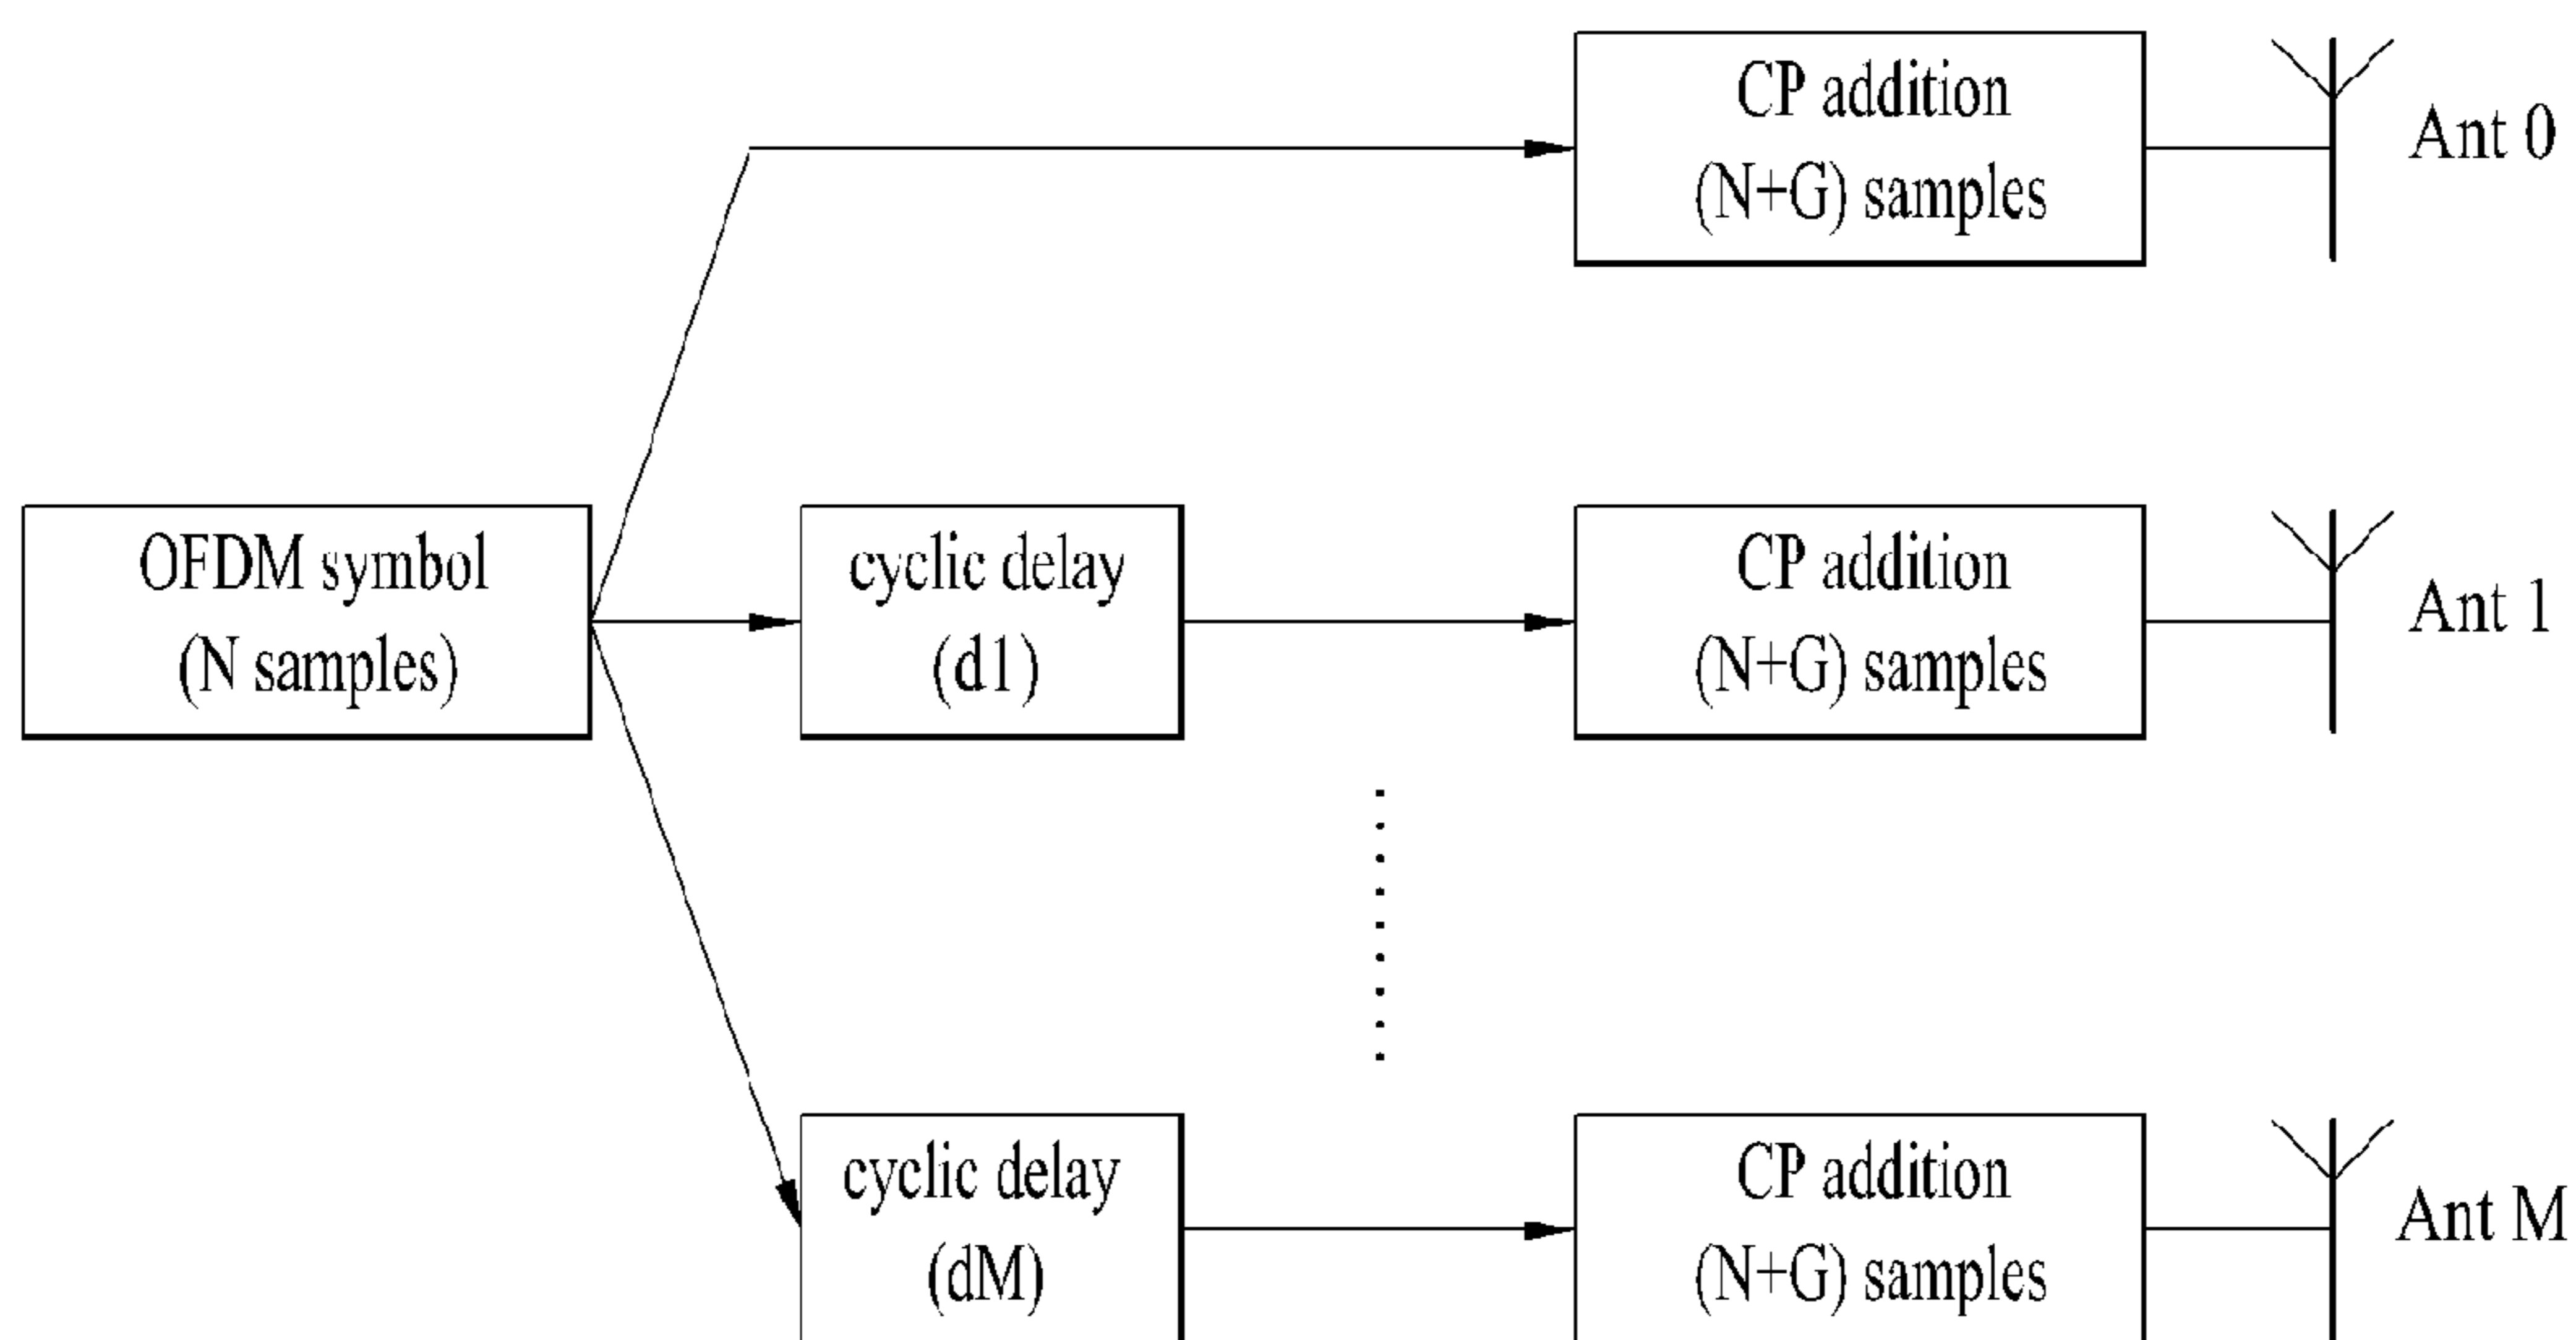 CP addition
(N+G) samples
Ant 0
OFDM symbol
(N samples)
cyclic delay
(d1)
CP addition
(N+G) samples
Ant 1
cyclic delay
(dM)
CP addition
(N+G) samples
Ant M